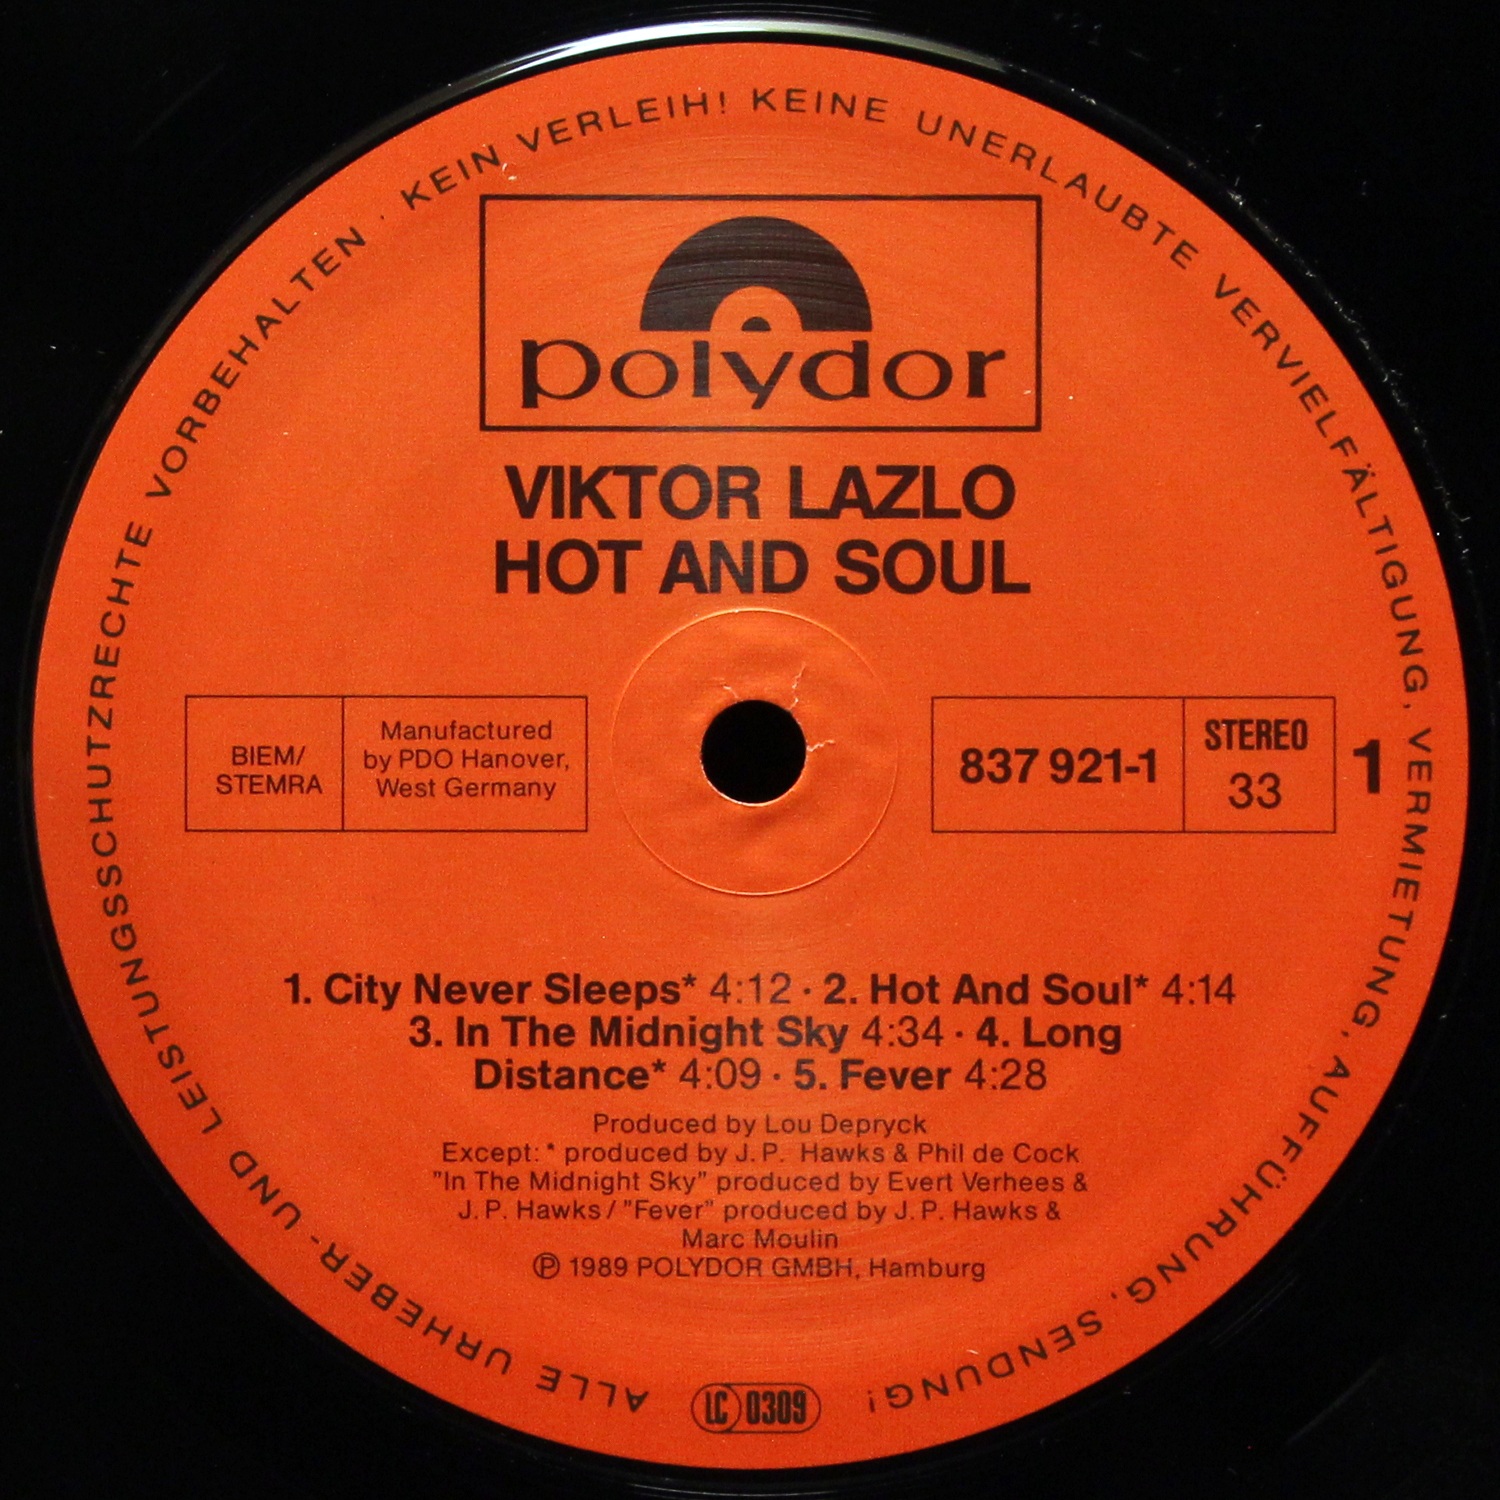 ALLE URHEBER- UND LEISTUNGSSCHUTZRECHTE VORBEHALTEN · KEIN VERLEIH! KEINE UNERLAUBTE VERVIELFÄLTIGUNG, VERMIETUNG, AUFFÜHRUNG, SENDUNG!
polydor
VIKTOR LAZLO
HOT AND SOUL
BIEM/
STEMRA
Manufactured
by PDO Hanover,
West Germany
837 921-1
STEREO
33
1
1. City Never Sleeps* 4:12 · 2. Hot And Soul* 4:14
3. In The Midnight Sky 4:34 · 4. Long
Distance* 4:09 · 5. Fever 4:28
Produced by Lou Depryck
Except: * produced by J. P. Hawks & Phil de Cock
"In The Midnight Sky" produced by Evert Verhees &
J. P. Hawks / "Fever" produced by J. P. Hawks &
Marc Moulin
℗ 1989 POLYDOR GMBH, Hamburg
LC 0309